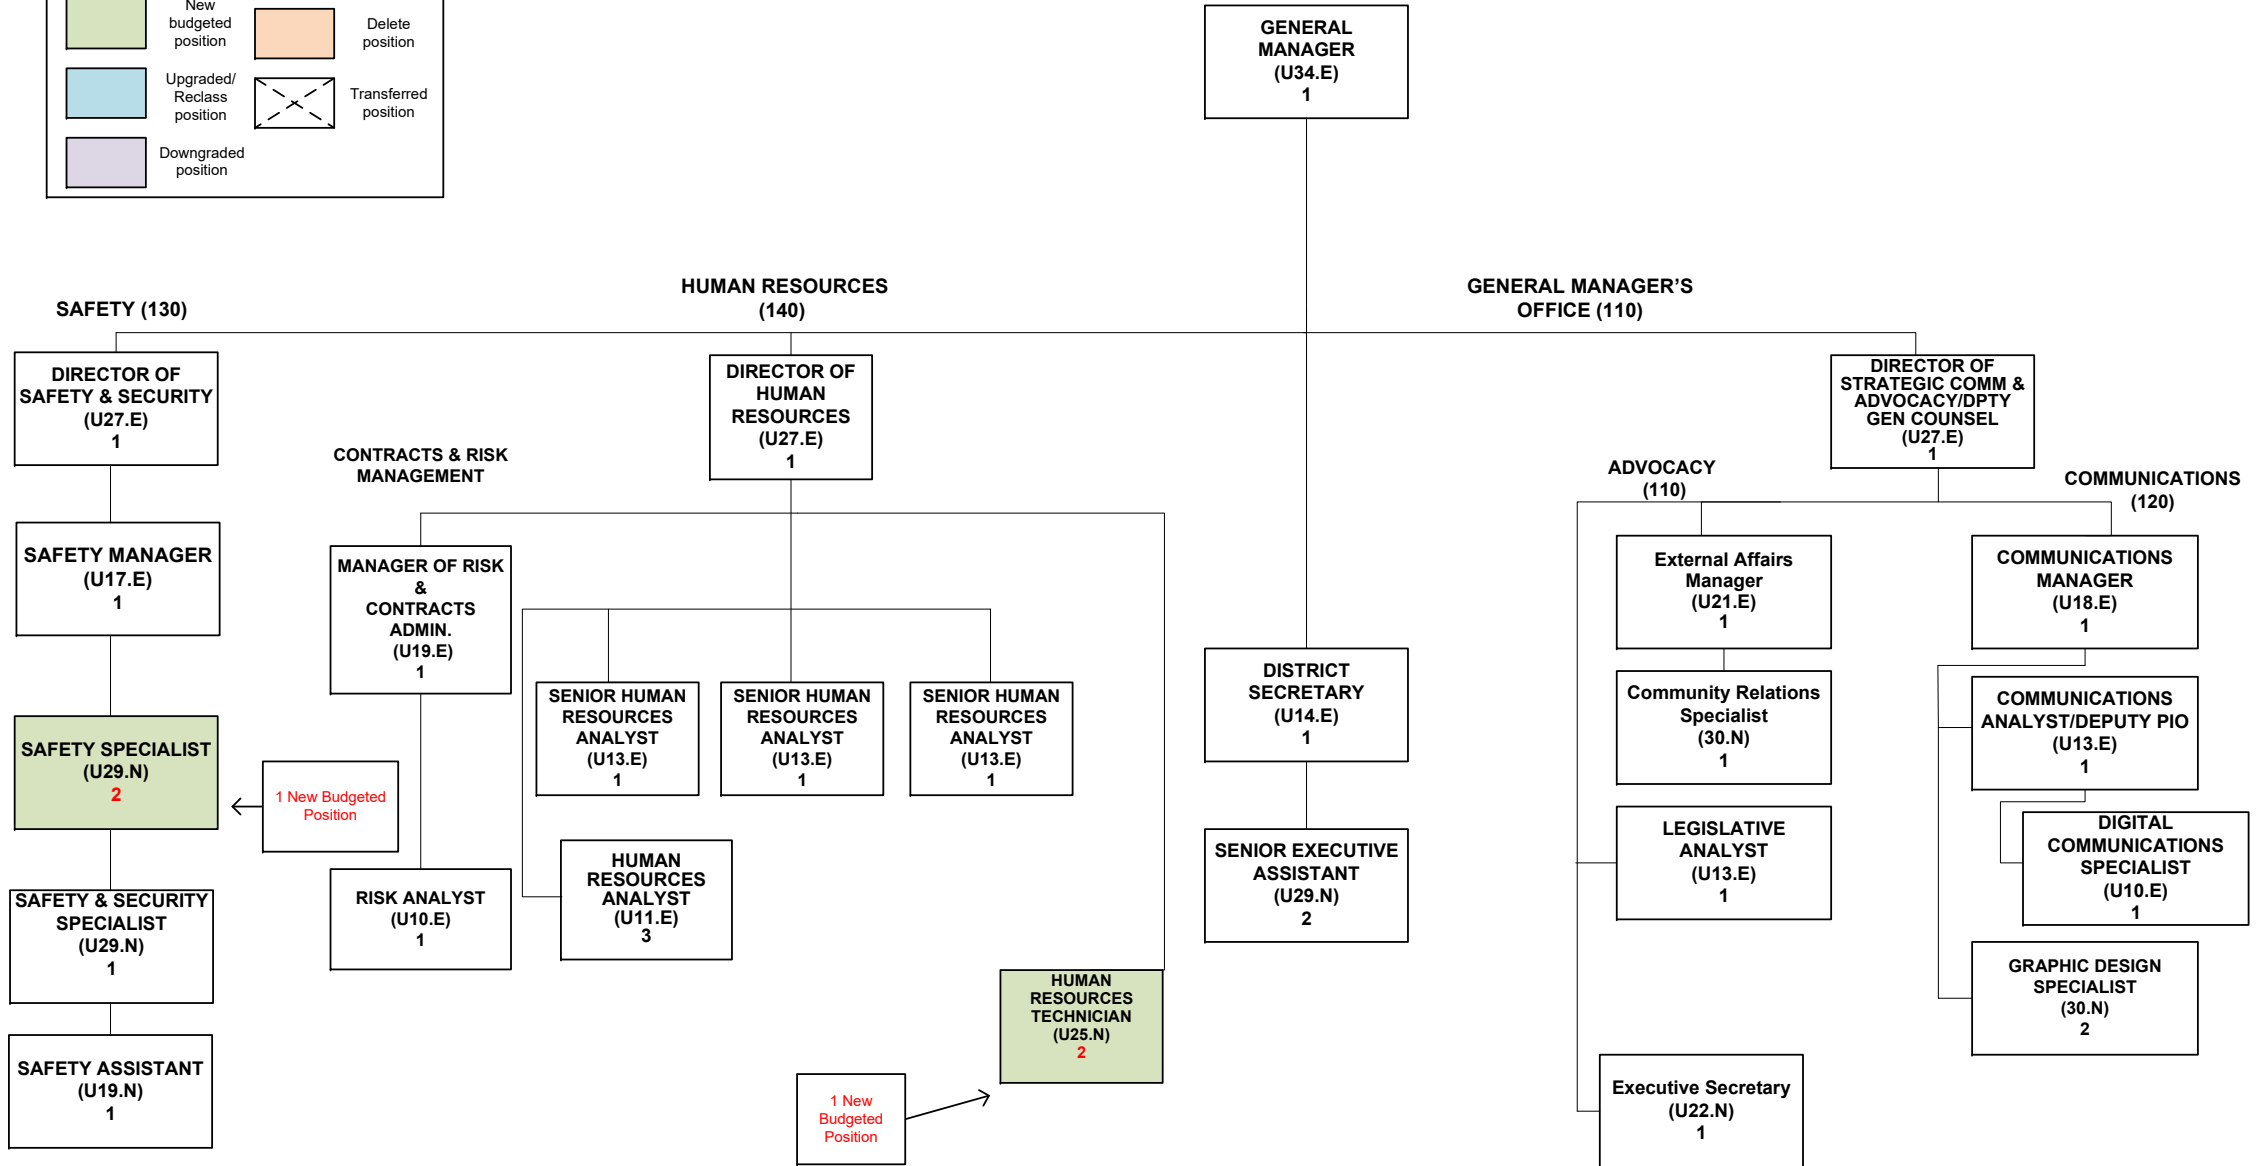 New
budgeted
position
Delete
position
Upgraded/
Reclass
position
Transferred
position
Downgraded
position
GENERAL
MANAGER
(U34.E)
1
SAFETY (130)
HUMAN RESOURCES
(140)
GENERAL MANAGER'S
OFFICE (110)
DIRECTOR OF
SAFETY & SECURITY
(U27.E)
1
SAFETY MANAGER
(U17.E)
1
SAFETY SPECIALIST
(U29.N)
2
1 New Budgeted
Position
SAFETY & SECURITY
SPECIALIST
(U29.N)
1
SAFETY ASSISTANT
(U19.N)
1
DIRECTOR OF
HUMAN
RESOURCES
(U27.E)
1
CONTRACTS & RISK
MANAGEMENT
MANAGER OF RISK
&
CONTRACTS
ADMIN.
(U19.E)
1
RISK ANALYST
(U10.E)
1
SENIOR HUMAN
RESOURCES
ANALYST
(U13.E)
1
SENIOR HUMAN
RESOURCES
ANALYST
(U13.E)
1
SENIOR HUMAN
RESOURCES
ANALYST
(U13.E)
1
HUMAN
RESOURCES
ANALYST
(U11.E)
3
HUMAN
RESOURCES
TECHNICIAN
(U25.N)
2
1 New
Budgeted
Position
DISTRICT
SECRETARY
(U14.E)
1
SENIOR EXECUTIVE
ASSISTANT
(U29.N)
2
DIRECTOR OF
STRATEGIC COMM &
ADVOCACY/DPTY
GEN COUNSEL
(U27.E)
1
ADVOCACY
(110)
COMMUNICATIONS
(120)
External Affairs
Manager
(U21.E)
1
Community Relations
Specialist
(30.N)
1
LEGISLATIVE
ANALYST
(U13.E)
1
Executive Secretary
(U22.N)
1
COMMUNICATIONS
MANAGER
(U18.E)
1
COMMUNICATIONS
ANALYST/DEPUTY PIO
(U13.E)
1
DIGITAL
COMMUNICATIONS
SPECIALIST
(U10.E)
1
GRAPHIC DESIGN
SPECIALIST
(30.N)
2